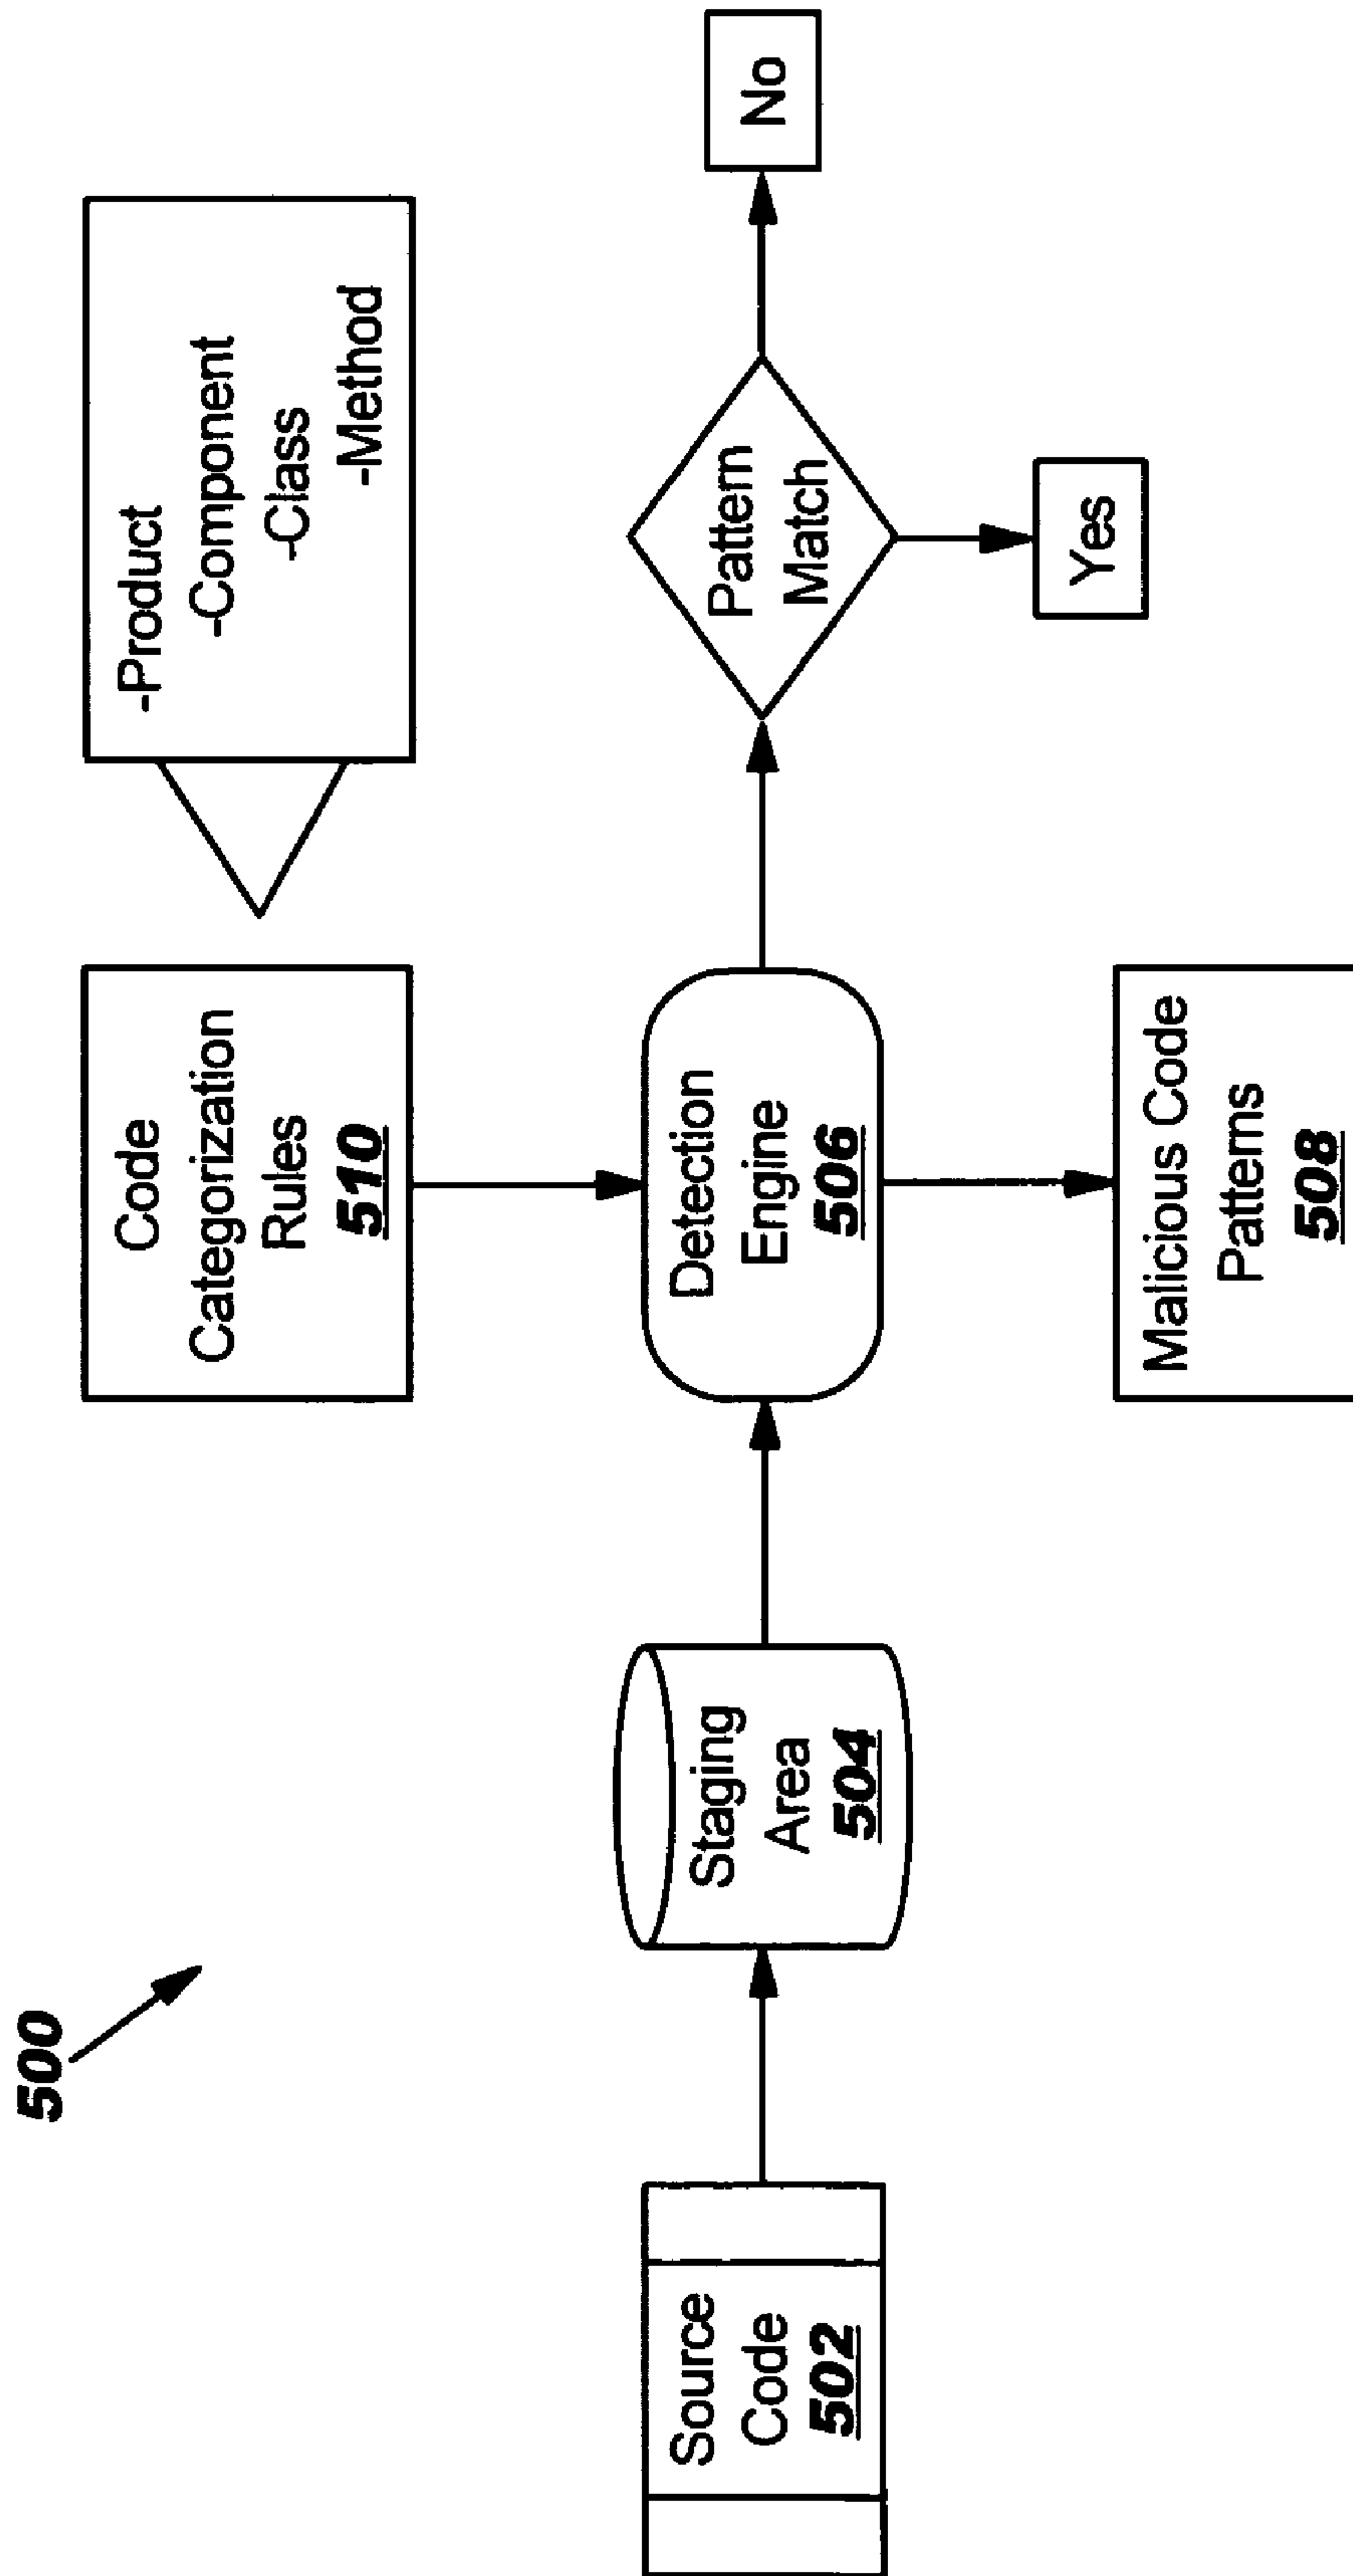 500
Code
Categorization
Rules
510
-Product
-Component
-Class
-Method
Source
Code
502
Staging
Area
504
Detection
Engine
506
Pattern
Match
No
Yes
Malicious Code
Patterns
508